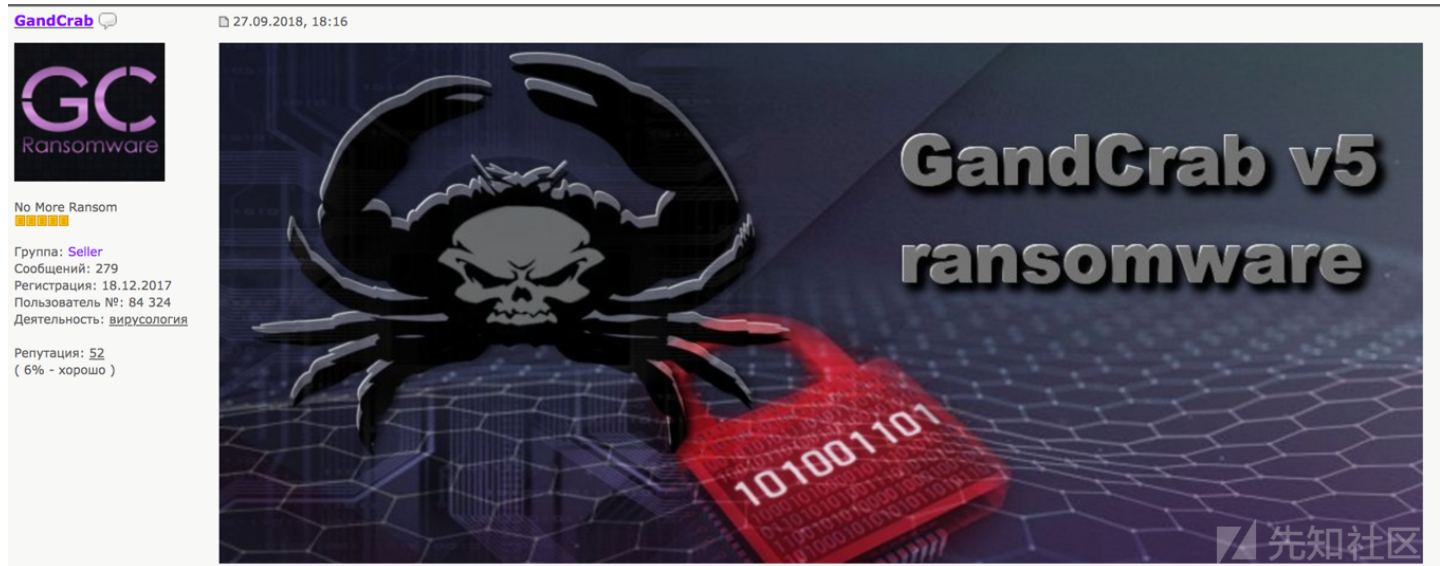 GandCrab
27.09.2018, 18:16
GC
Ransomware
No More Ransom
Группа: Seller
Сообщений: 279
Регистрация: 18.12.2017
Пользователь №: 84 324
Деятельность: вирусология
Репутация: 52
( 6% - хорошо )
GandCrab v5
ransomware
101001101
先知社区